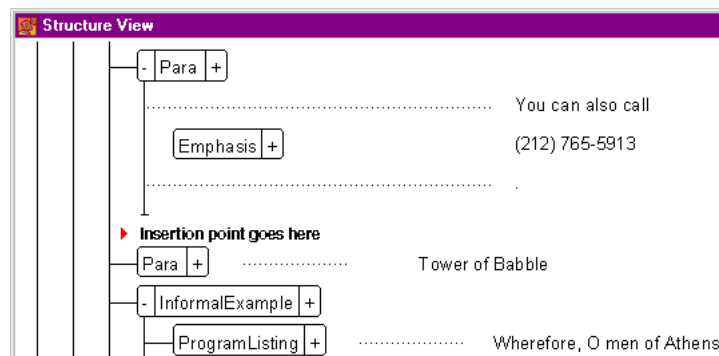 Structure View
- Para +
You can also call
Emphasis + (212) 765-5913
.
Insertion point goes here
Para + Tower of Babble
- InformalExample +
ProgramListing + Wherefore, O men of Athens